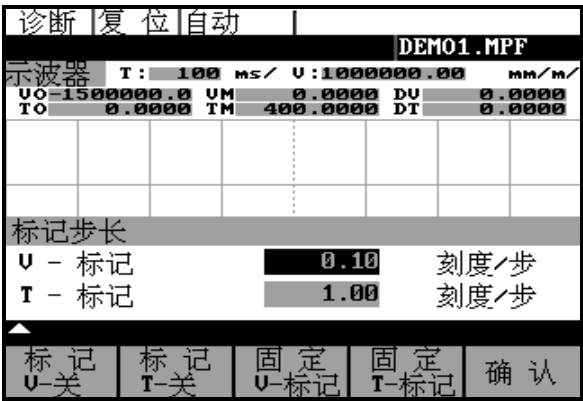 诊断 复 位 自动
DEMO1.MPF
示波器 T: 100 ms/ V:1000000.00 mm/m/
VO-1500000.0 VM 0.0000 DV 0.0000
TO 0.0000 TM 400.0000 DT 0.0000
标记步长
V - 标记 0.10 刻度/步
T - 标记 1.00 刻度/步
标 记 标 记 固 定 固 定 确 认
V-关 T-关 V-标记 T-标记